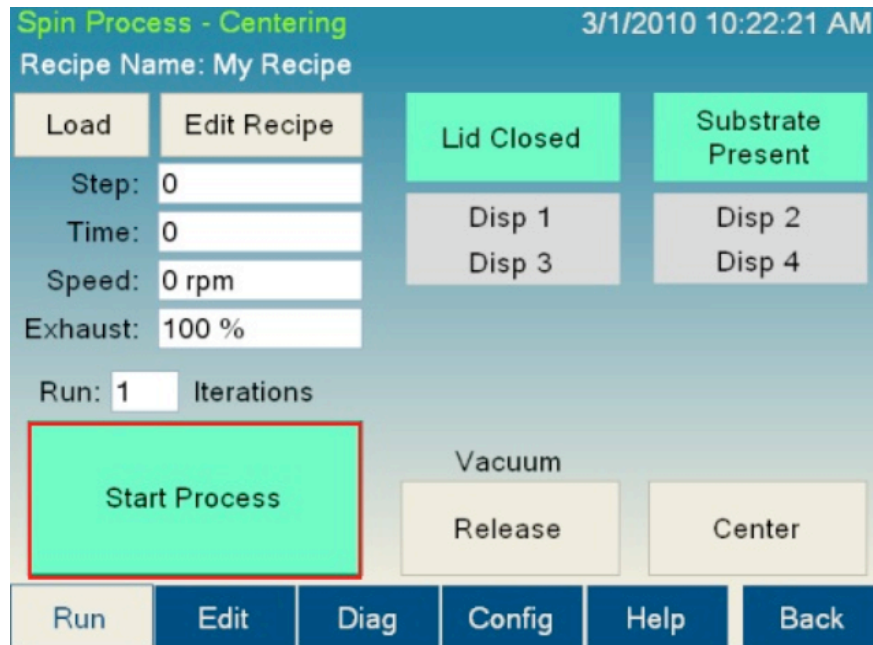 Spin Process - Centering 3/1/2010 10:22:21 AM
Recipe Name: My Recipe
Load Edit Recipe
Lid Closed
Substrate
Present
Step: 0
Time: 0
Speed: 0 rpm
Exhaust: 100 %
Disp 1 Disp 2
Disp 3 Disp 4
Run: 1 Iterations
Start Process
Vacuum
Release
Center
Run Edit Diag Config Help Back